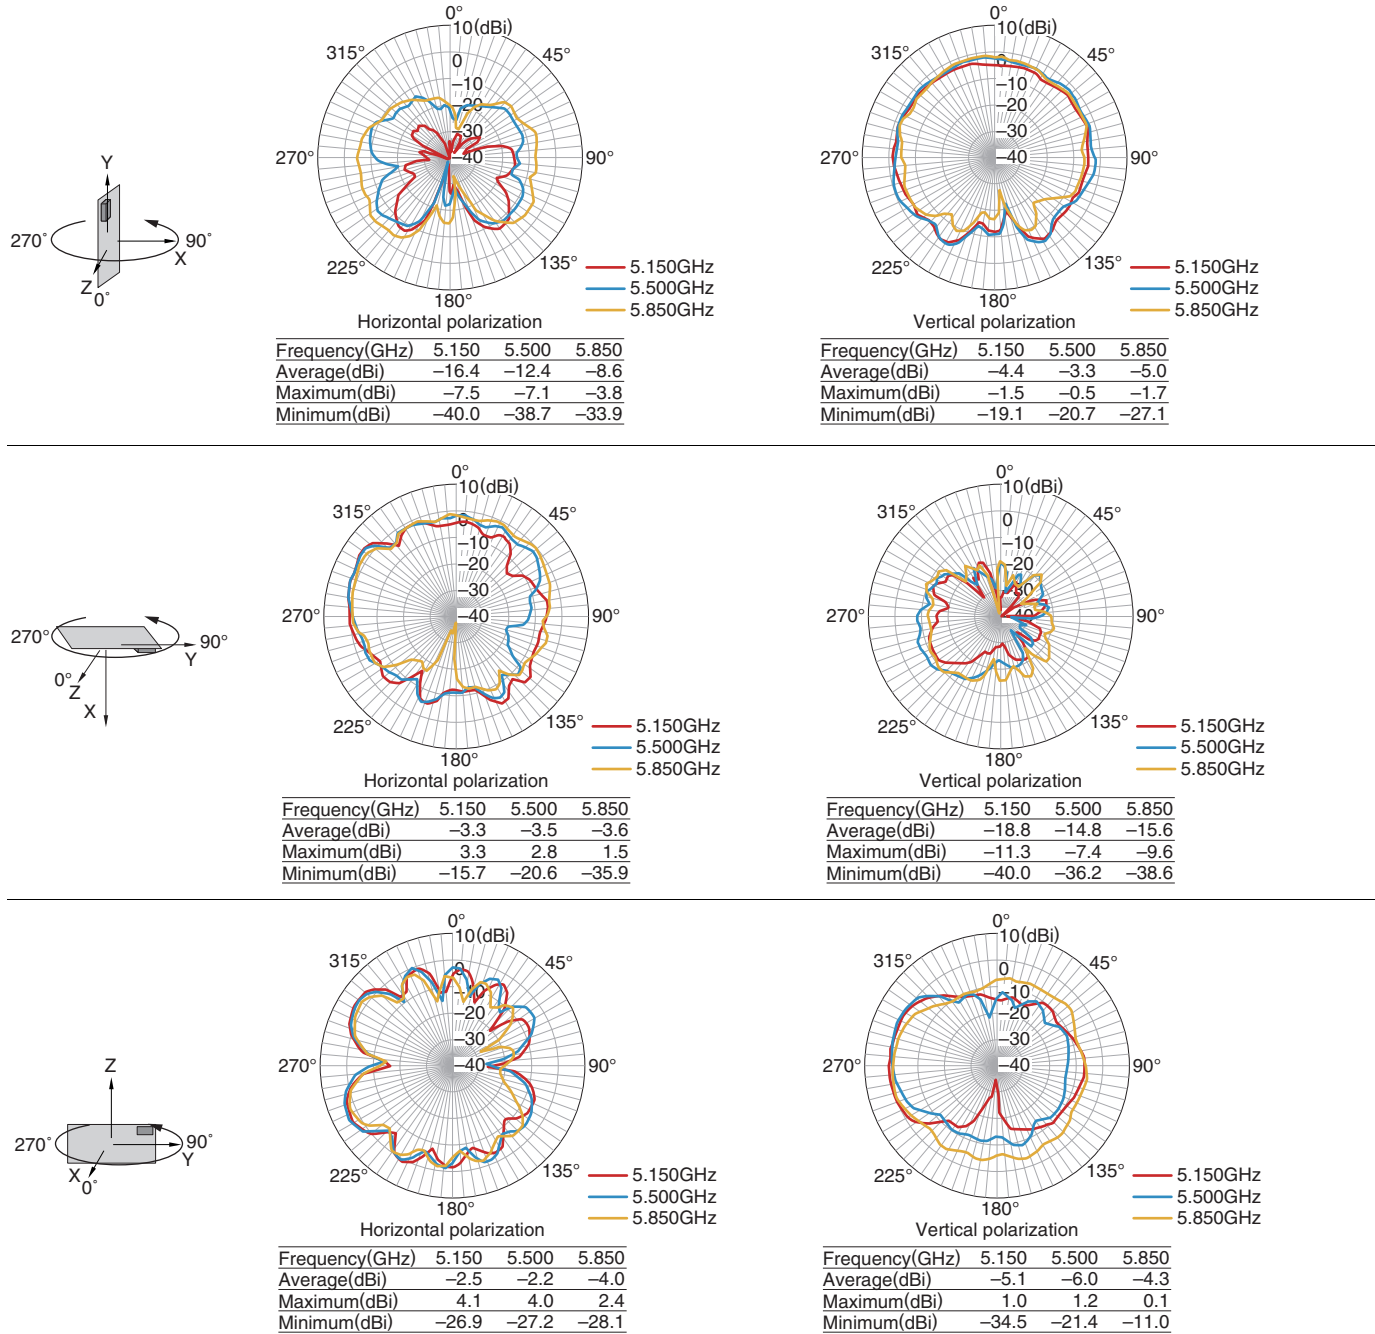 0°
10(dBi)
315°
45°
0
−10
−20
−30
270°
−40
90°
225°
135°
180°
5.150GHz
5.500GHz
5.850GHz
Horizontal polarization
Frequency(GHz) 5.150 5.500 5.850
Average(dBi) −16.4 −12.4 −8.6
Maximum(dBi) −7.5 −7.1 −3.8
Minimum(dBi) −40.0 −38.7 −33.9
0°
10(dBi)
315°
45°
0
−10
−20
−30
270°
−40
90°
225°
135°
180°
5.150GHz
5.500GHz
5.850GHz
Vertical polarization
Frequency(GHz) 5.150 5.500 5.850
Average(dBi) −4.4 −3.3 −5.0
Maximum(dBi) −1.5 −0.5 −1.7
Minimum(dBi) −19.1 −20.7 −27.1
Y
270°
90°
X
Z
0°
0°
10(dBi)
315°
45°
0
−10
−20
−30
270°
−40
90°
225°
135°
180°
5.150GHz
5.500GHz
5.850GHz
Horizontal polarization
Frequency(GHz) 5.150 5.500 5.850
Average(dBi) −3.3 −3.5 −3.6
Maximum(dBi) 3.3 2.8 1.5
Minimum(dBi) −15.7 −20.6 −35.9
0°
10(dBi)
315°
45°
0
−10
−20
−30
270°
−40
90°
225°
135°
180°
5.150GHz
5.500GHz
5.850GHz
Vertical polarization
Frequency(GHz) 5.150 5.500 5.850
Average(dBi) −18.8 −14.8 −15.6
Maximum(dBi) −11.3 −7.4 −9.6
Minimum(dBi) −40.0 −36.2 −38.6
270°
90°
Y
0°
Z
X
0°
10(dBi)
315°
45°
0
−10
−20
−30
270°
−40
90°
225°
135°
180°
5.150GHz
5.500GHz
5.850GHz
Horizontal polarization
Frequency(GHz) 5.150 5.500 5.850
Average(dBi) −2.5 −2.2 −4.0
Maximum(dBi) 4.1 4.0 2.4
Minimum(dBi) −26.9 −27.2 −28.1
0°
10(dBi)
315°
45°
0
−10
−20
−30
270°
−40
90°
225°
135°
180°
5.150GHz
5.500GHz
5.850GHz
Vertical polarization
Frequency(GHz) 5.150 5.500 5.850
Average(dBi) −5.1 −6.0 −4.3
Maximum(dBi) 1.0 1.2 0.1
Minimum(dBi) −34.5 −21.4 −11.0
Z
270°
90°
Y
X
0°